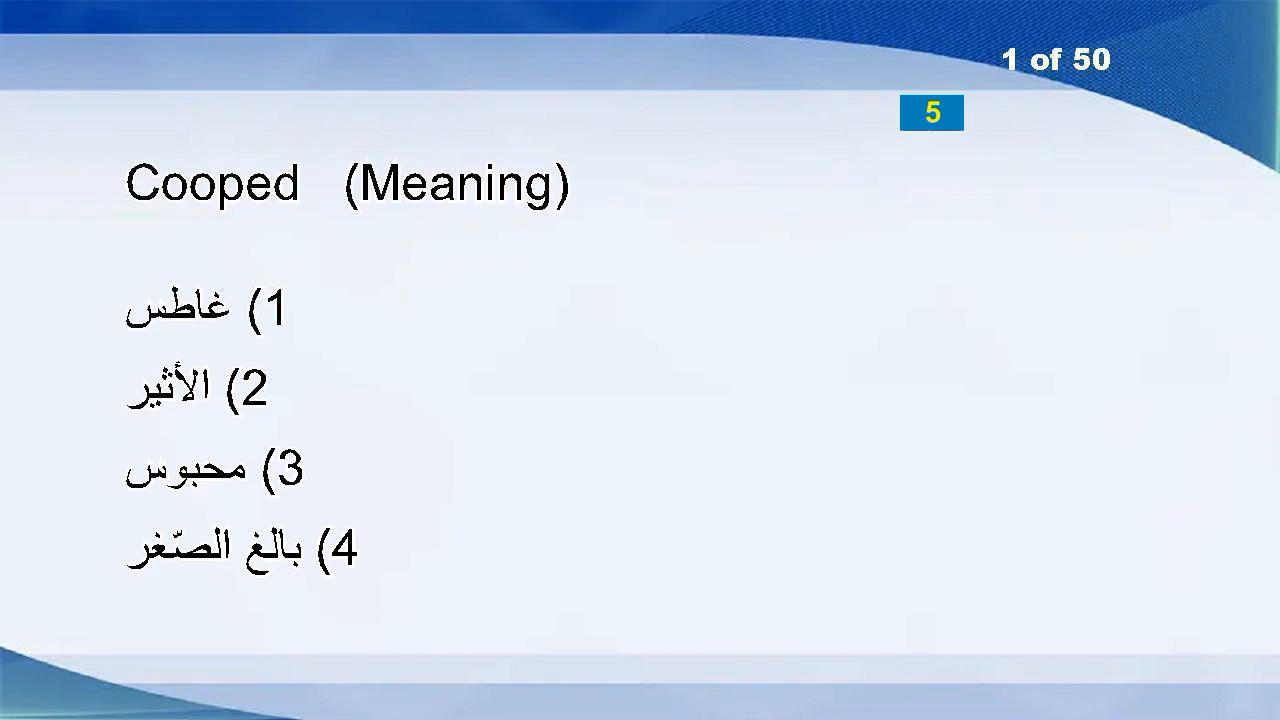 1 of 50
5
Cooped (Meaning)
1) غاطس
2) الأثير
3) محبوس
4) بالغ الصّغر